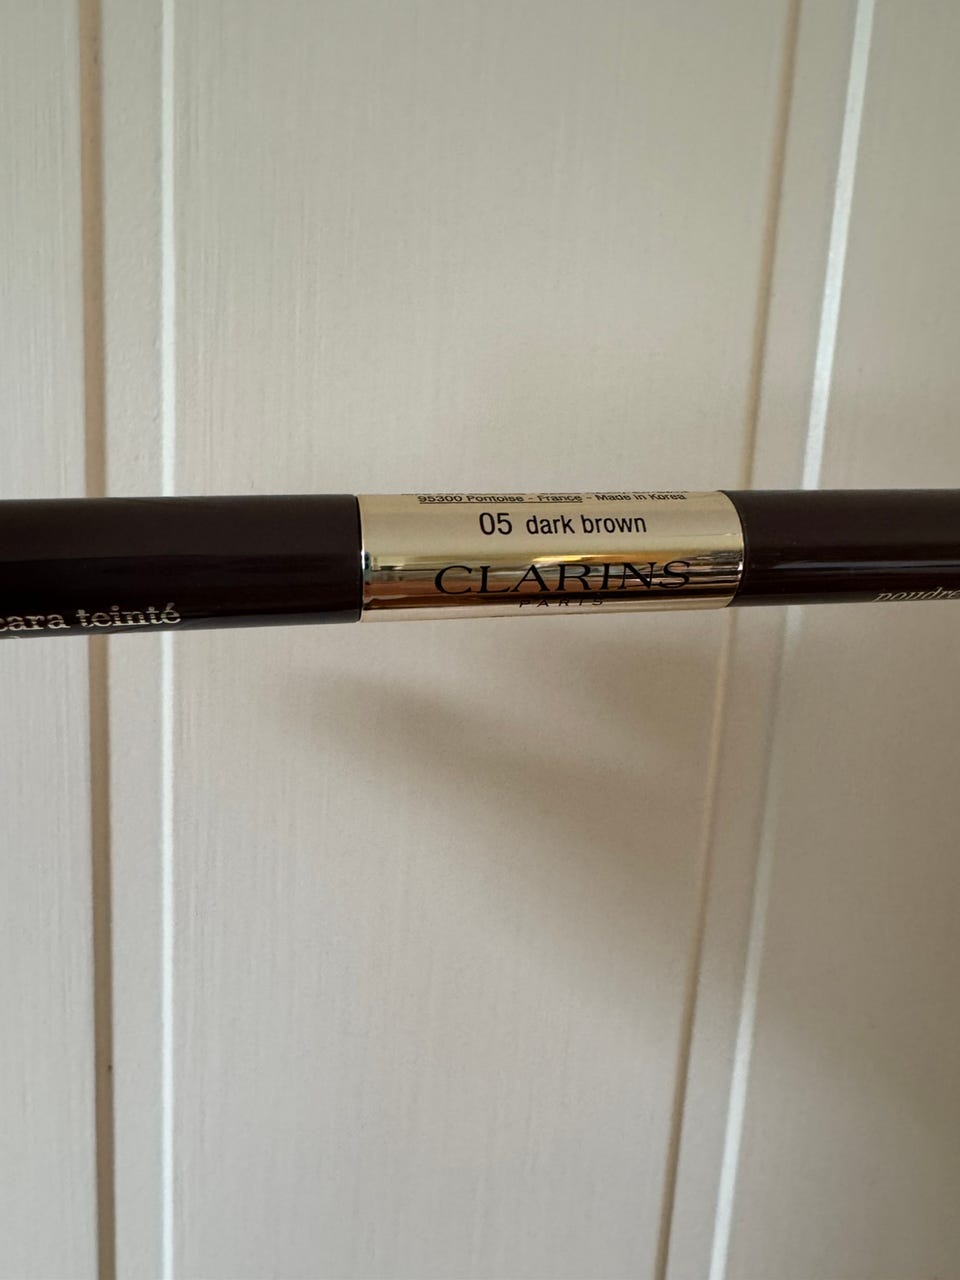 95300 Pontoise - France - Made in Korea
05 dark brown
CLARINS
PARIS
cara teinté
poudre